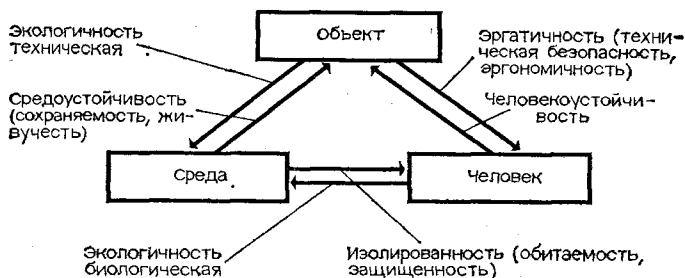 Экологичность
техническая
Объект
Эргатичность (техни-
ческая безопасность,
эргономичность)
Средоустойчивость
(сохраняемость, жи-
вучесть)
Человекоустойчи-
вость
Среда
Человек
Экологичность
биологическая
Изолированность (обитаемость,
защищенность)